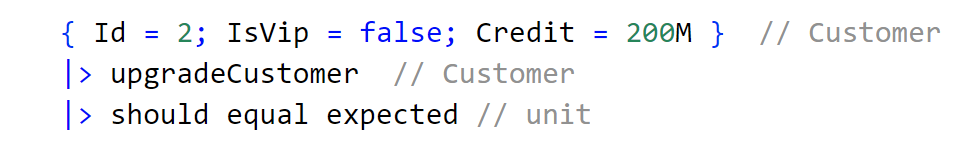 { Id = 2; IsVip = false; Credit = 200M }  // Customer
|> upgradeCustomer  // Customer
|> should equal expected // unit